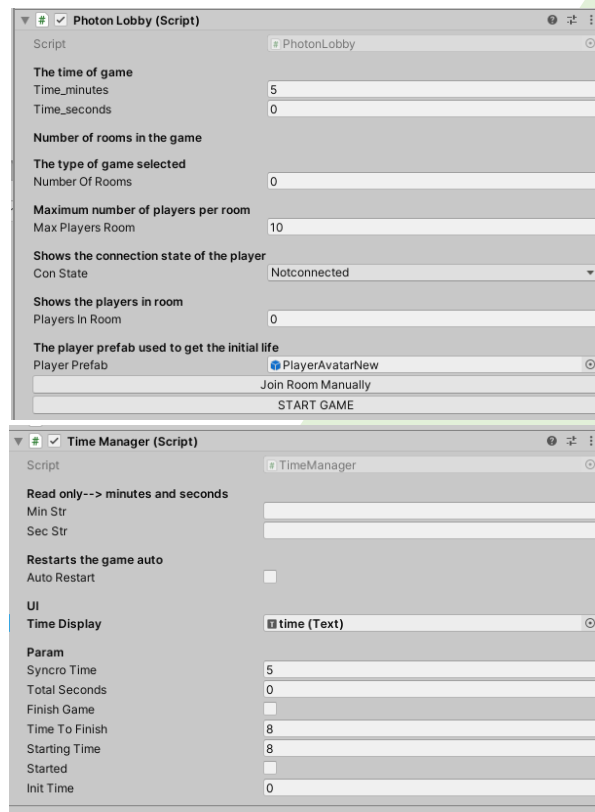 Photon Lobby (Script)
Script PhotonLobby
The time of game
Time_minutes 5
Time_seconds 0
Number of rooms in the game
The type of game selected
Number Of Rooms 0
Maximum number of players per room
Max Players Room 10
Shows the connection state of the player
Con State Notconnected
Shows the players in room
Players In Room 0
The player prefab used to get the initial life
Player Prefab PlayerAvatarNew
Join Room Manually
START GAME
Time Manager (Script)
Script TimeManager
Read only--> minutes and seconds
Min Str
Sec Str
Restarts the game auto
Auto Restart
UI
Time Display time (Text)
Param
Syncro Time 5
Total Seconds 0
Finish Game
Time To Finish 8
Starting Time 8
Started
Init Time 0